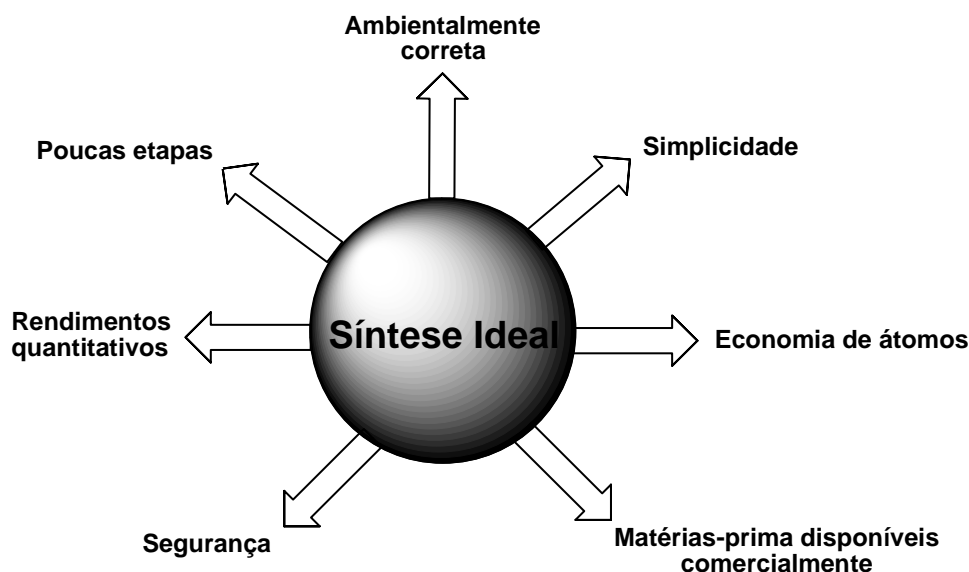 Ambientalmente
correta
Poucas etapas
Simplicidade
Rendimentos
quantitativos
Síntese Ideal
Economia de átomos
Segurança
Matérias-prima disponíveis
comercialmente